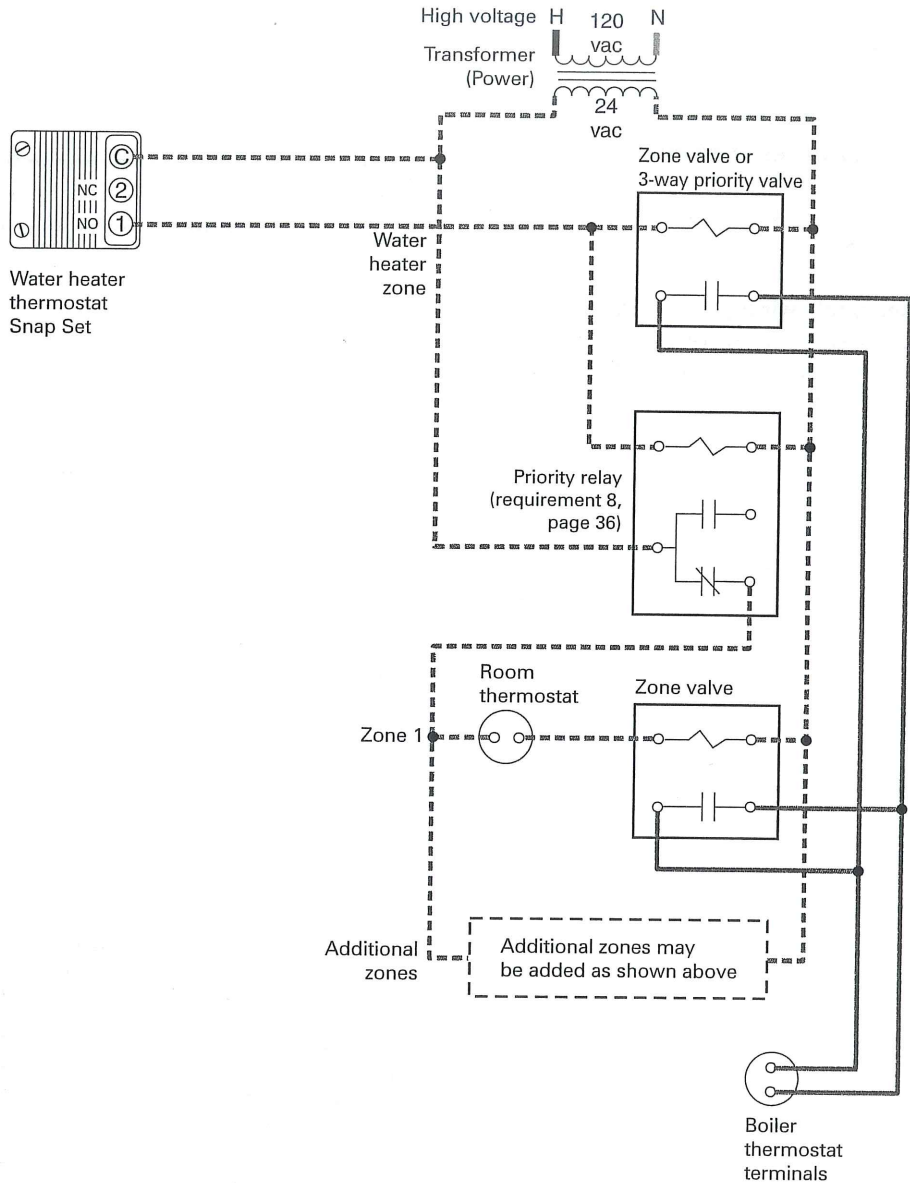 High voltage H 120 N
vac
Transformer
(Power)
24
vac
C
NC 2
NO 1
Water heater
thermostat
Snap Set
Water
heater
zone
Zone valve or
3-way priority valve
Priority relay
(requirement 8,
page 36)
Room
thermostat
Zone valve
Zone 1
Additional
zones
Additional zones may
be added as shown above
Boiler
thermostat
terminals